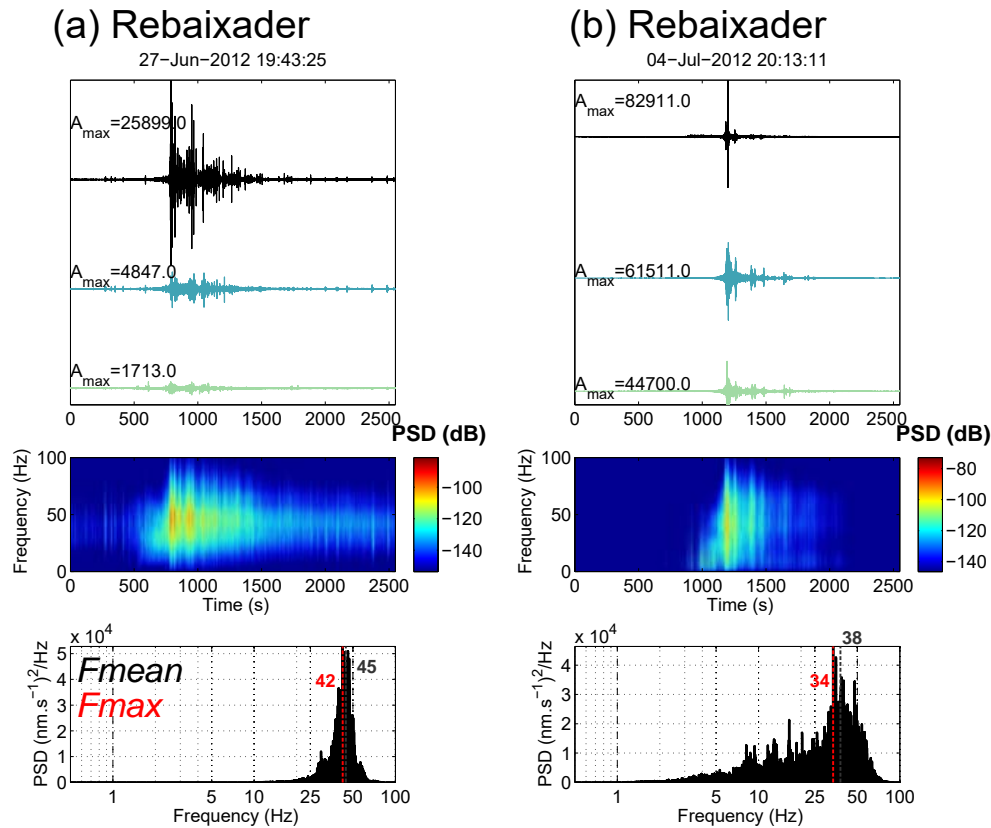 (a) Rebaixader
27−Jun−2012 19:43:25
A_max=25899.0
A_max=4847.0
A_max=1713.0
0 500 1000 1500 2000 2500
PSD (dB)
Frequency (Hz)
100
50
0
0 500 1000 1500 2000 2500
Time (s)
−100
−120
−140
x 10^4
PSD (nm.s⁻¹)²/Hz
5
4
3
2
1
0
Fmean
Fmax
42
45
1 5 10 25 50 100
Frequency (Hz)
(b) Rebaixader
04−Jul−2012 20:13:11
A_max=82911.0
A_max=61511.0
A_max=44700.0
0 500 1000 1500 2000 2500
PSD (dB)
Frequency (Hz)
100
50
0
0 500 1000 1500 2000 2500
Time (s)
−80
−100
−120
−140
x 10^4
38
PSD (nm.s⁻¹)²/Hz
4
3
2
1
0
34
1 5 10 25 50 100
Frequency (Hz)